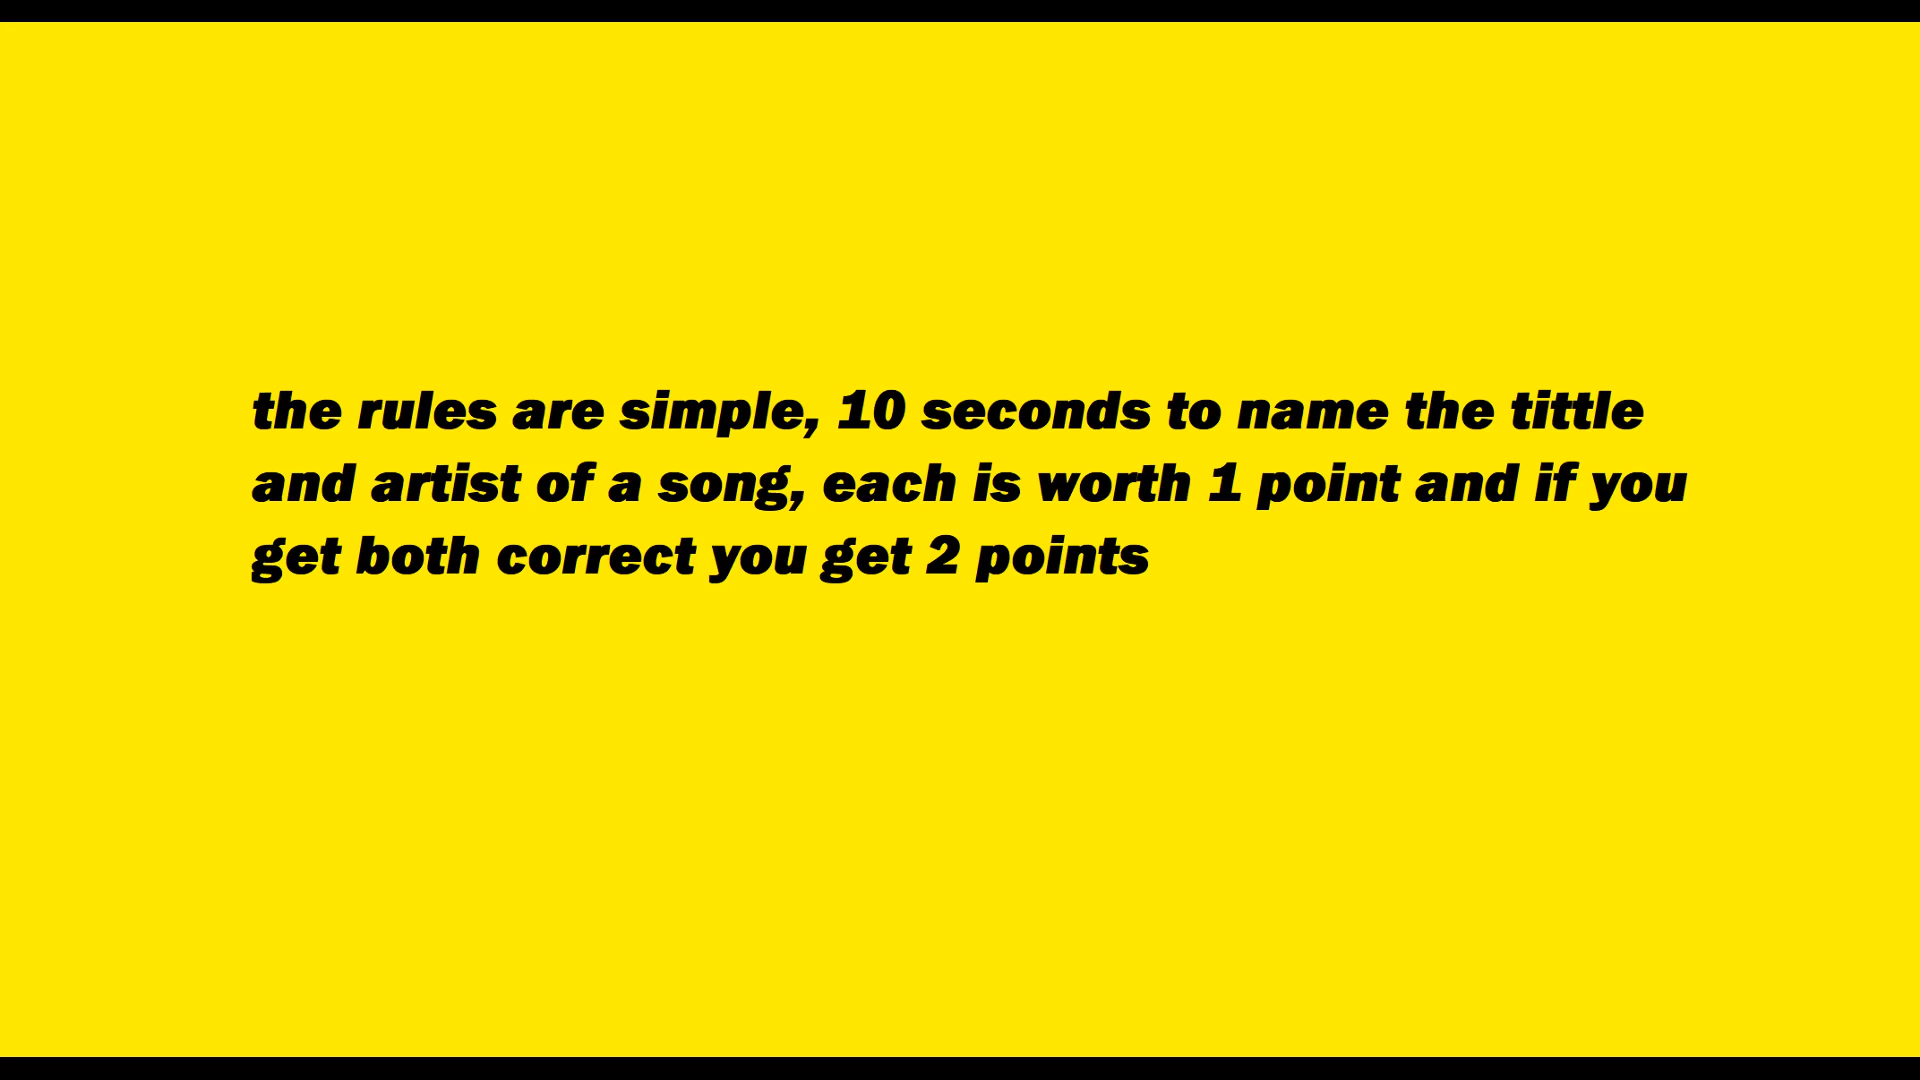 the rules are simple, 10 seconds to name the tittle
and artist of a song, each is worth 1 point and if you
get both correct you get 2 points